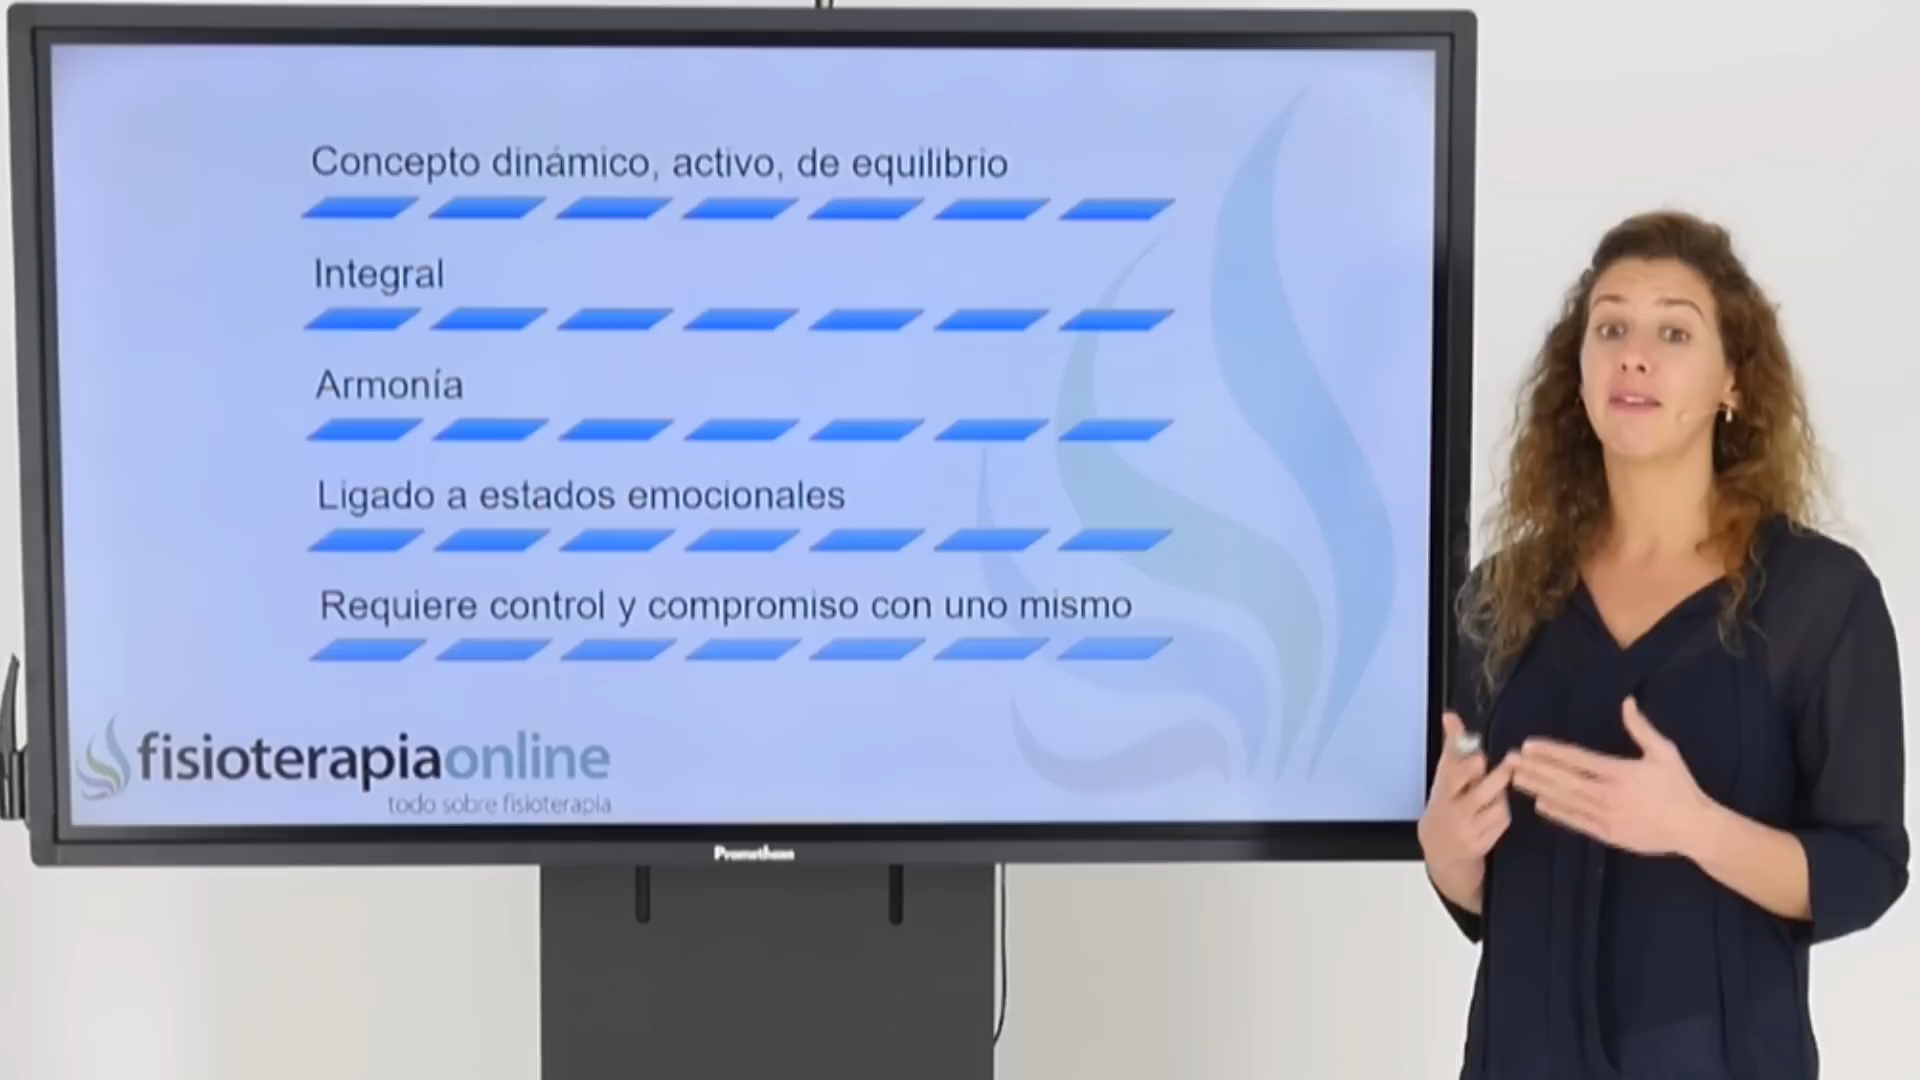 Concepto dinámico, activo, de equilibrio
Integral
Armonía
Ligado a estados emocionales
Requiere control y compromiso con uno mismo
fisioterapiaonline
todo sobre fisioterapia
Promethean